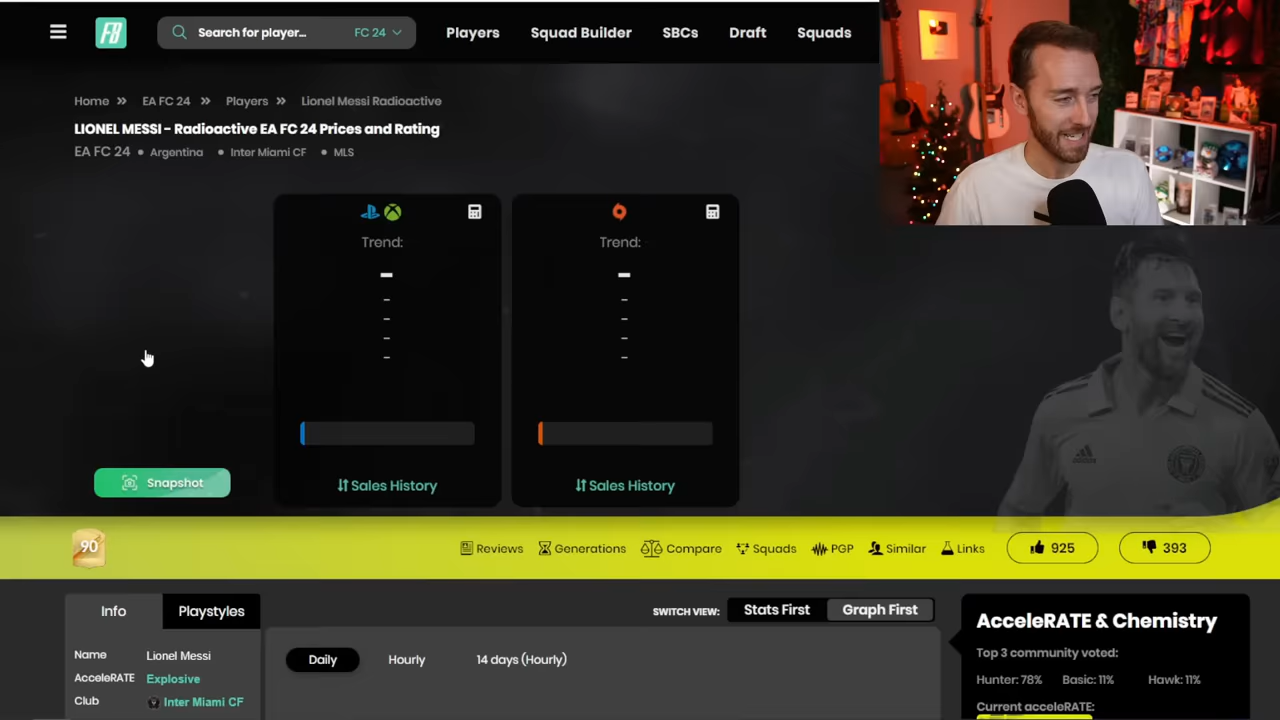 FB
Search for player...
FC 24
Players
Squad Builder
SBCs
Draft
Squads
Home » EA FC 24 » Players » Lionel Messi Radioactive
LIONEL MESSI - Radioactive EA FC 24 Prices and Rating
EA FC 24 • Argentina • Inter Miami CF • MLS
Trend:
-
-
-
-
-
Sales History
Trend:
-
-
-
-
-
Sales History
Snapshot
90
Reviews
Generations
Compare
Squads
PGP
Similar
Links
925
393
Info
Playstyles
SWITCH VIEW:
Stats First
Graph First
Name Lionel Messi
AcceleRATE Explosive
Club Inter Miami CF
Daily
Hourly
14 days (Hourly)
AcceleRATE & Chemistry
Top 3 community voted:
Hunter: 78% Basic: 11% Hawk: 11%
Current acceleRATE: